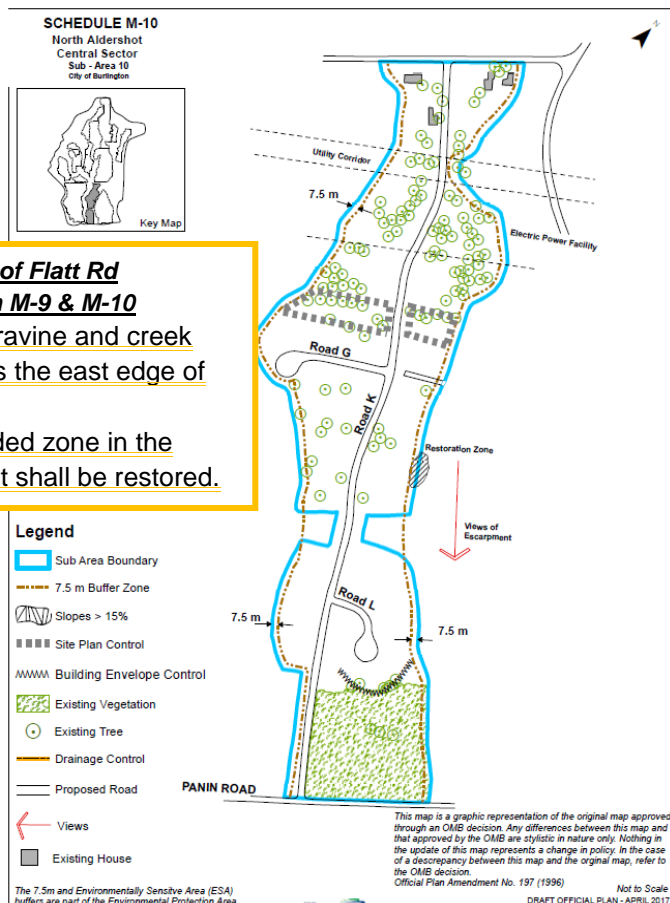 SCHEDULE M-10
North Aldershot
Central Sector
Sub - Area 10
City of Burlington
Key Map
of Flatt Rd
M-9 & M-10
ravine and creek
s the east edge of
ded zone in the
t shall be restored.
Utility Corridor
7.5 m
Electric Power Facility
Road G
Road K
Restoration Zone
Views of
Escarpment
Road L
7.5 m
7.5 m
PANIN ROAD
Legend
Sub Area Boundary
7.5 m Buffer Zone
Slopes > 15%
Site Plan Control
Building Envelope Control
Existing Vegetation
Existing Tree
Drainage Control
Proposed Road
Views
Existing House
This map is a graphic representation of the original map approved
through an OMB decision. Any differences between this map and
that approved by the OMB are stylistic in nature only. Nothing in
the update of this map represents a change in policy. In the case
of a descrepancy between this map and the orginal map, refer to
the OMB decision.
Official Plan Amendment No. 197 (1996)
Not to Scale
The 7.5m and Environmentally Sensitve Area (ESA)
buffers are part of the Environmental Protection Area
DRAFT OFFICIAL PLAN - APRIL 2017